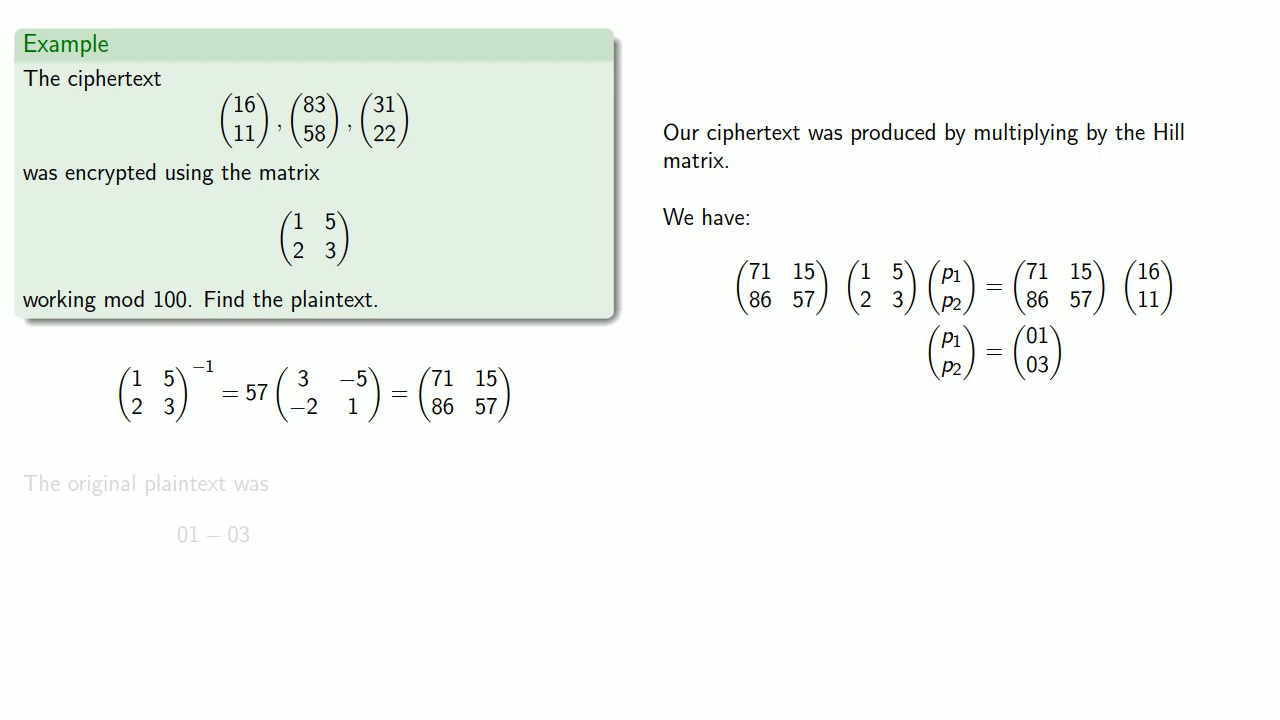 Example
The ciphertext
(16 11), (83 58), (31 22)
was encrypted using the matrix
(1 5
2 3)
working mod 100. Find the plaintext.
(1 5 2 3)⁻¹ = 57 (3 −5 −2 1) = (71 15 86 57)
The original plaintext was
01 − 03
Our ciphertext was produced by multiplying by the Hill
matrix.
We have:
(71 15 86 57) (1 5 2 3) (p₁ p₂) = (71 15 86 57) (16 11)
(p₁ p₂) = (01 03)